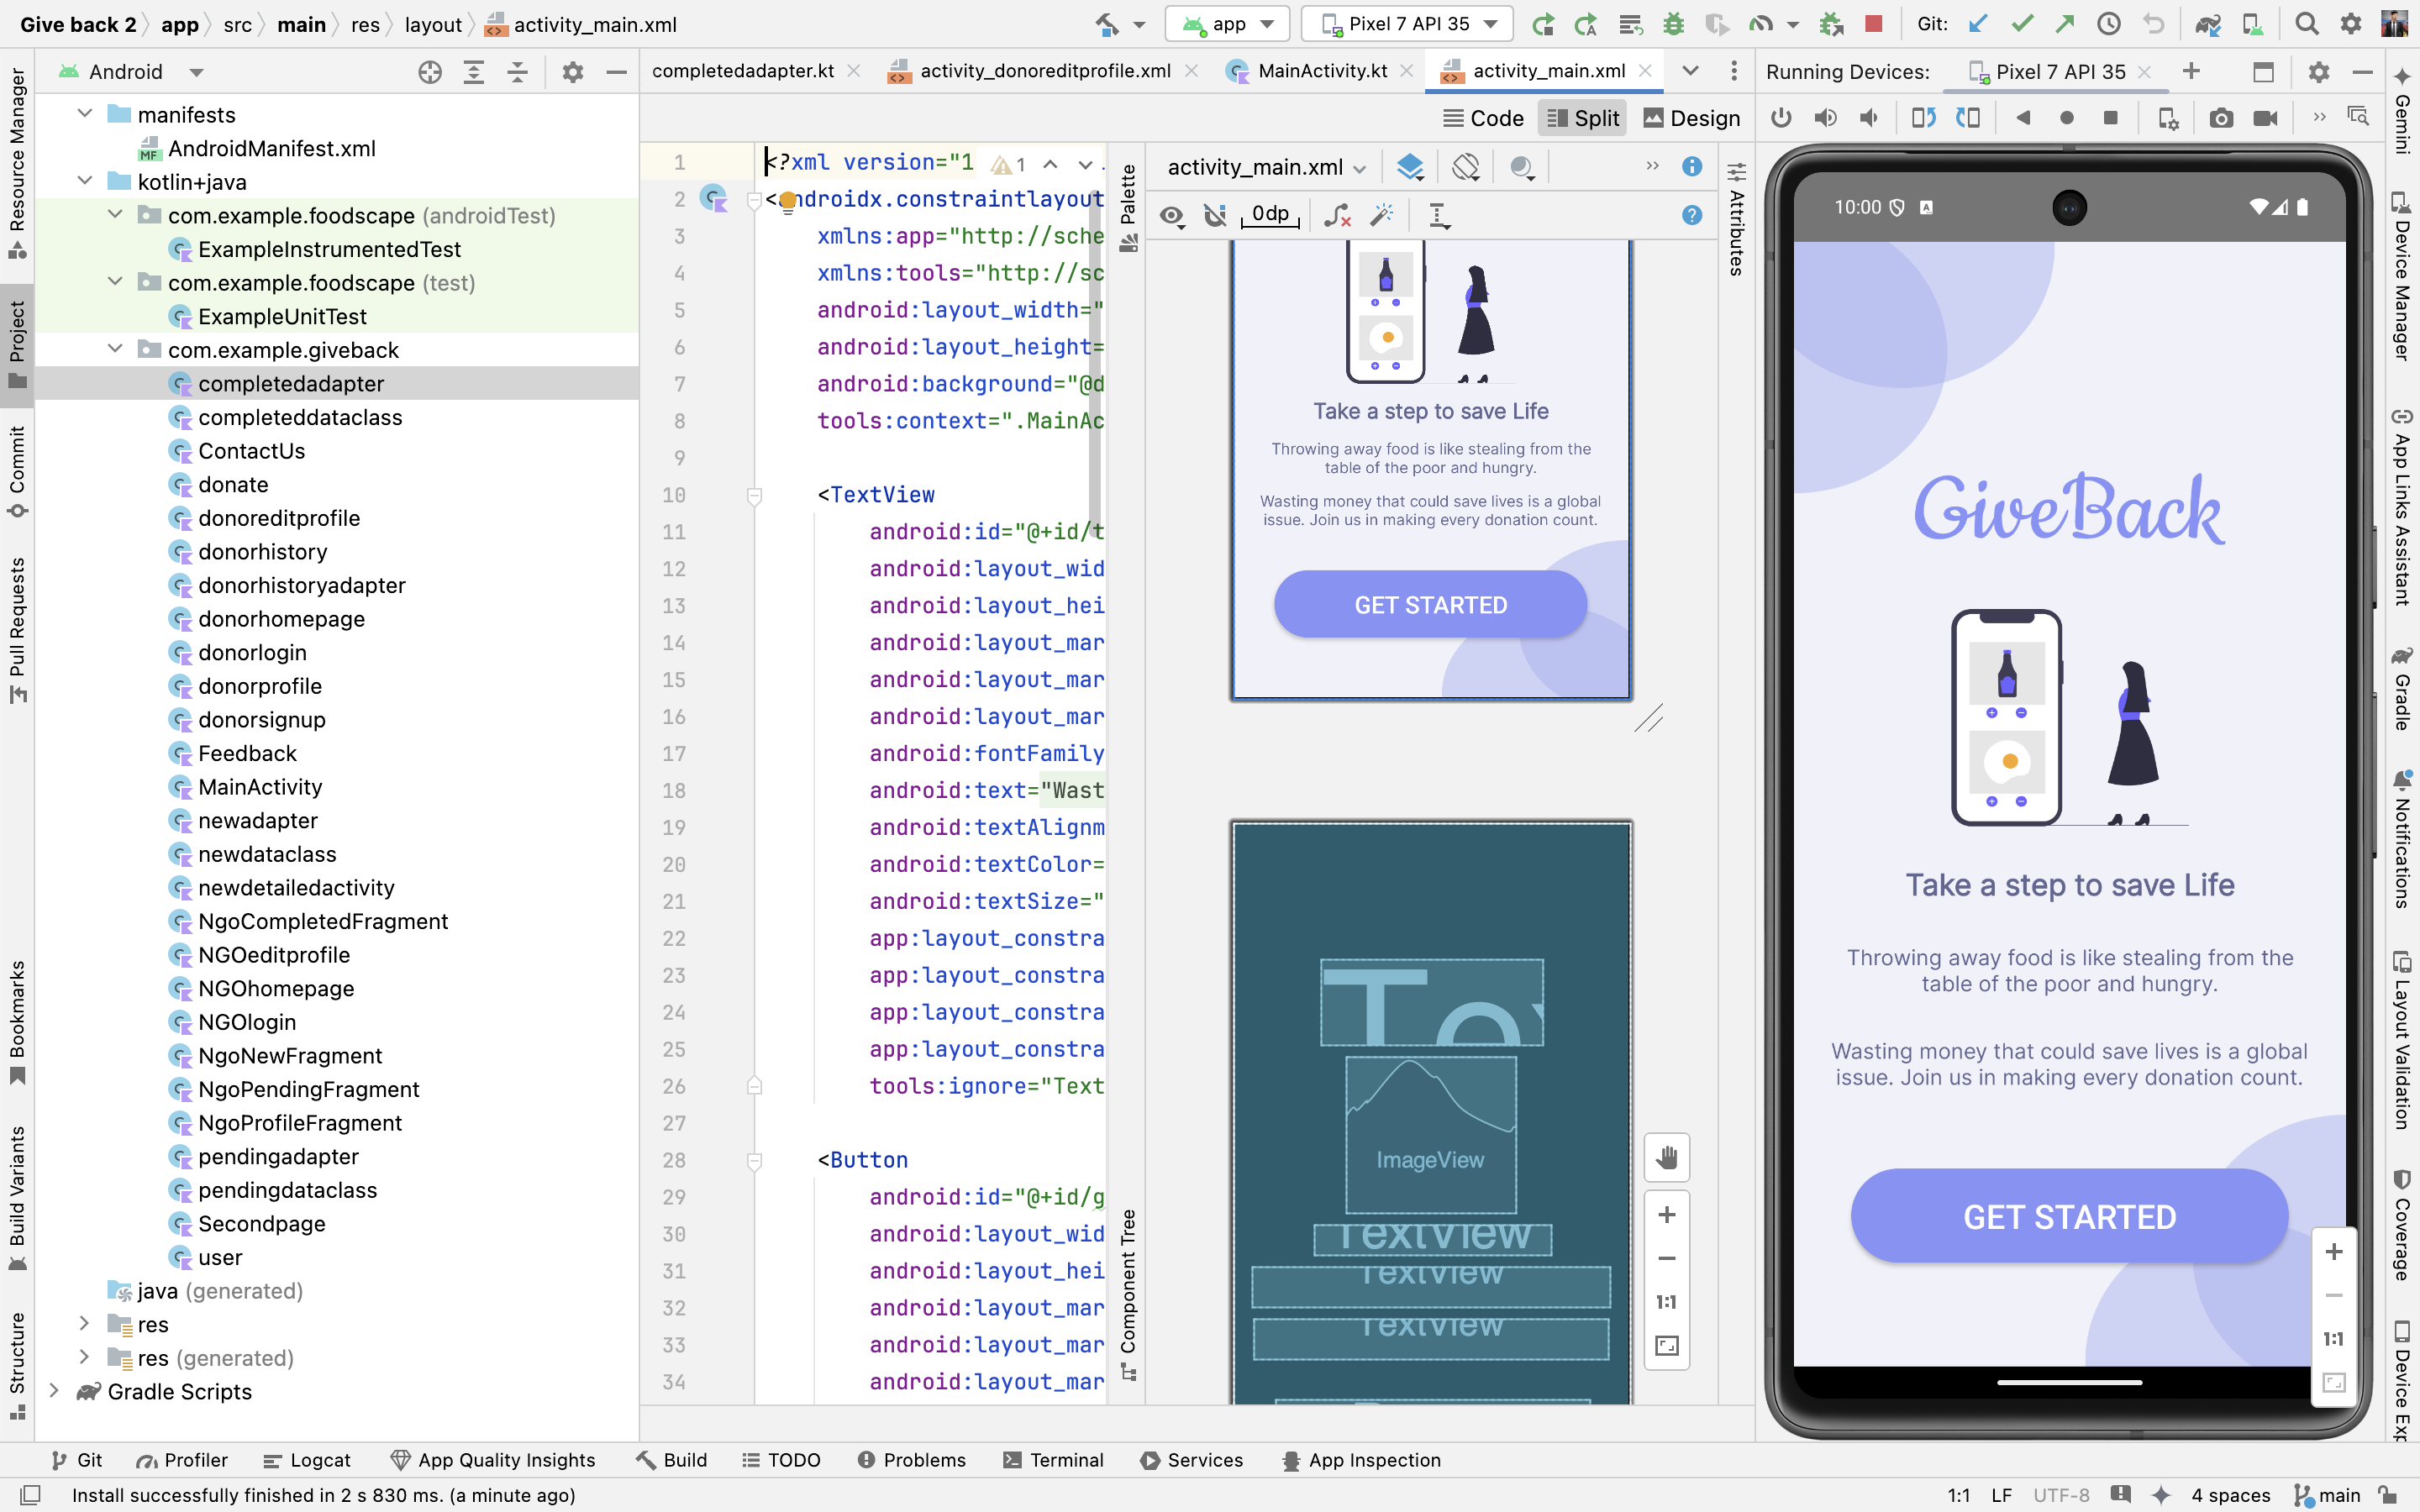 Give back 2 app src main res layout activity_main.xml app Pixel 7 API 35 Git:
Android
completedadapter.kt activity_donoreditprofile.xml MainActivity.kt activity_main.xml
Running Devices: Pixel 7 API 35
Code Split Design
Resource Manager
Project
Commit
Pull Requests
Bookmarks
Build Variants
Structure
manifests
AndroidManifest.xml
kotlin+java
com.example.foodscape (androidTest)
ExampleInstrumentedTest
com.example.foodscape (test)
ExampleUnitTest
com.example.giveback
completedadapter
completeddataclass
ContactUs
donate
donoreditprofile
donorhistory
donorhistoryadapter
donorhomepage
donorlogin
donorprofile
donorsignup
Feedback
MainActivity
newadapter
newdataclass
newdetailedactivity
NgoCompletedFragment
NGOeditprofile
NGOhomepage
NGOlogin
NgoNewFragment
NgoPendingFragment
NgoProfileFragment
pendingadapter
pendingdataclass
Secondpage
user
java (generated)
res
res (generated)
Gradle Scripts
1 <?xml version="1 1
2 <androidx.constraintlayout
3 xmlns:app="http://sche
4 xmlns:tools="http://sc
5 android:layout_width="
6 android:layout_height=
7 android:background="@d
8 tools:context=".MainAc
9
10 <TextView
11 android:id="@+id/t
12 android:layout_wid
13 android:layout_hei
14 android:layout_mar
15 android:layout_mar
16 android:layout_mar
17 android:fontFamily
18 android:text="Wast
19 android:textAlignm
20 android:textColor=
21 android:textSize="
22 app:layout_constra
23 app:layout_constra
24 app:layout_constra
25 app:layout_constra
26 tools:ignore="Text
27
28 <Button
29 android:id="@+id/g
30 android:layout_wid
31 android:layout_hei
32 android:layout_mar
33 android:layout_mar
34 android:layout_mar
Palette
Component Tree
activity_main.xml
0dp
Take a step to save Life
Throwing away food is like stealing from the
table of the poor and hungry.
Wasting money that could save lives is a global
issue. Join us in making every donation count.
GET STARTED
ImageView
TextView
TextView
TextView
1:1
Attributes
10:00
GiveBack
Take a step to save Life
Throwing away food is like stealing from the
table of the poor and hungry.
Wasting money that could save lives is a global
issue. Join us in making every donation count.
GET STARTED
1:1
Gemini
Device Manager
App Links Assistant
Gradle
Notifications
Layout Validation
Coverage
Device Exp
Git Profiler Logcat App Quality Insights Build TODO Problems Terminal Services App Inspection
Install successfully finished in 2 s 830 ms. (a minute ago)
1:1 LF UTF-8 4 spaces main